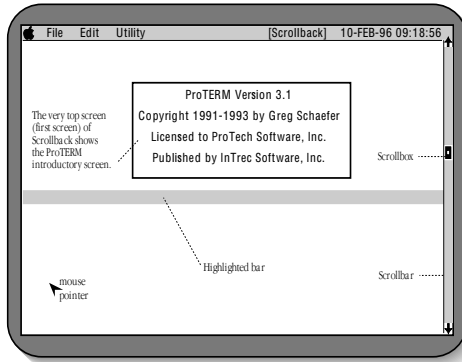 File Edit Utility [Scrollback] 10-FEB-96 09:18:56
ProTERM Version 3.1
Copyright 1991-1993 by Greg Schaefer
Licensed to ProTech Software, Inc.
Published by InTrec Software, Inc.
The very top screen
(first screen) of
Scrollback shows
the ProTERM
introductory screen.
Scrollbox
Highlighted bar
Scrollbar
mouse
pointer